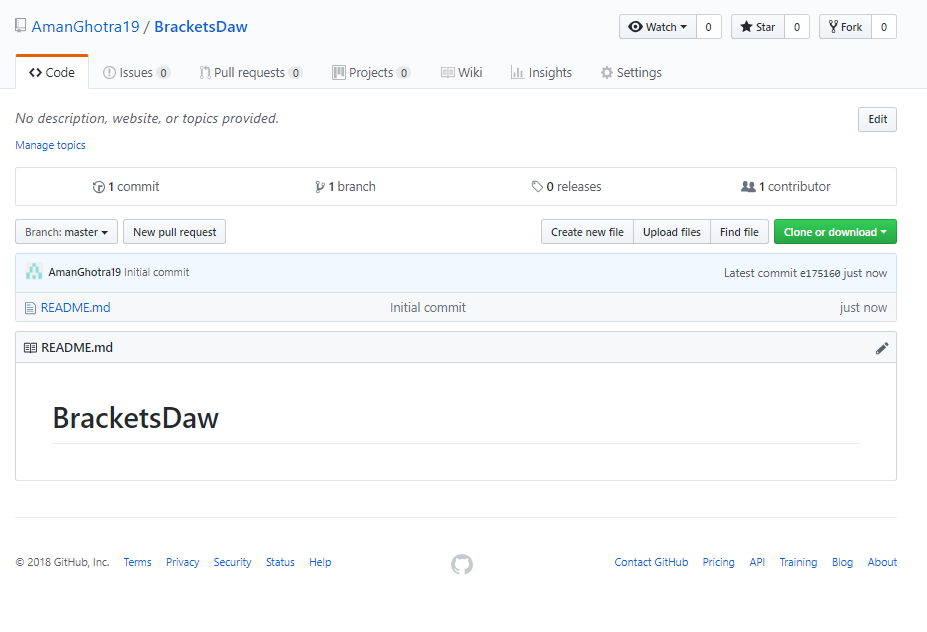 AmanGhotra19 / BracketsDaw
Watch 0 Star 0 Fork 0
Code Issues 0 Pull requests 0 Projects 0 Wiki Insights Settings
No description, website, or topics provided. Edit
Manage topics
1 commit 1 branch 0 releases 1 contributor
Branch: master New pull request Create new file Upload files Find file Clone or download
AmanGhotra19 Initial commit Latest commit e175160 just now
README.md Initial commit just now
README.md
BracketsDaw
© 2018 GitHub, Inc. Terms Privacy Security Status Help Contact GitHub Pricing API Training Blog About